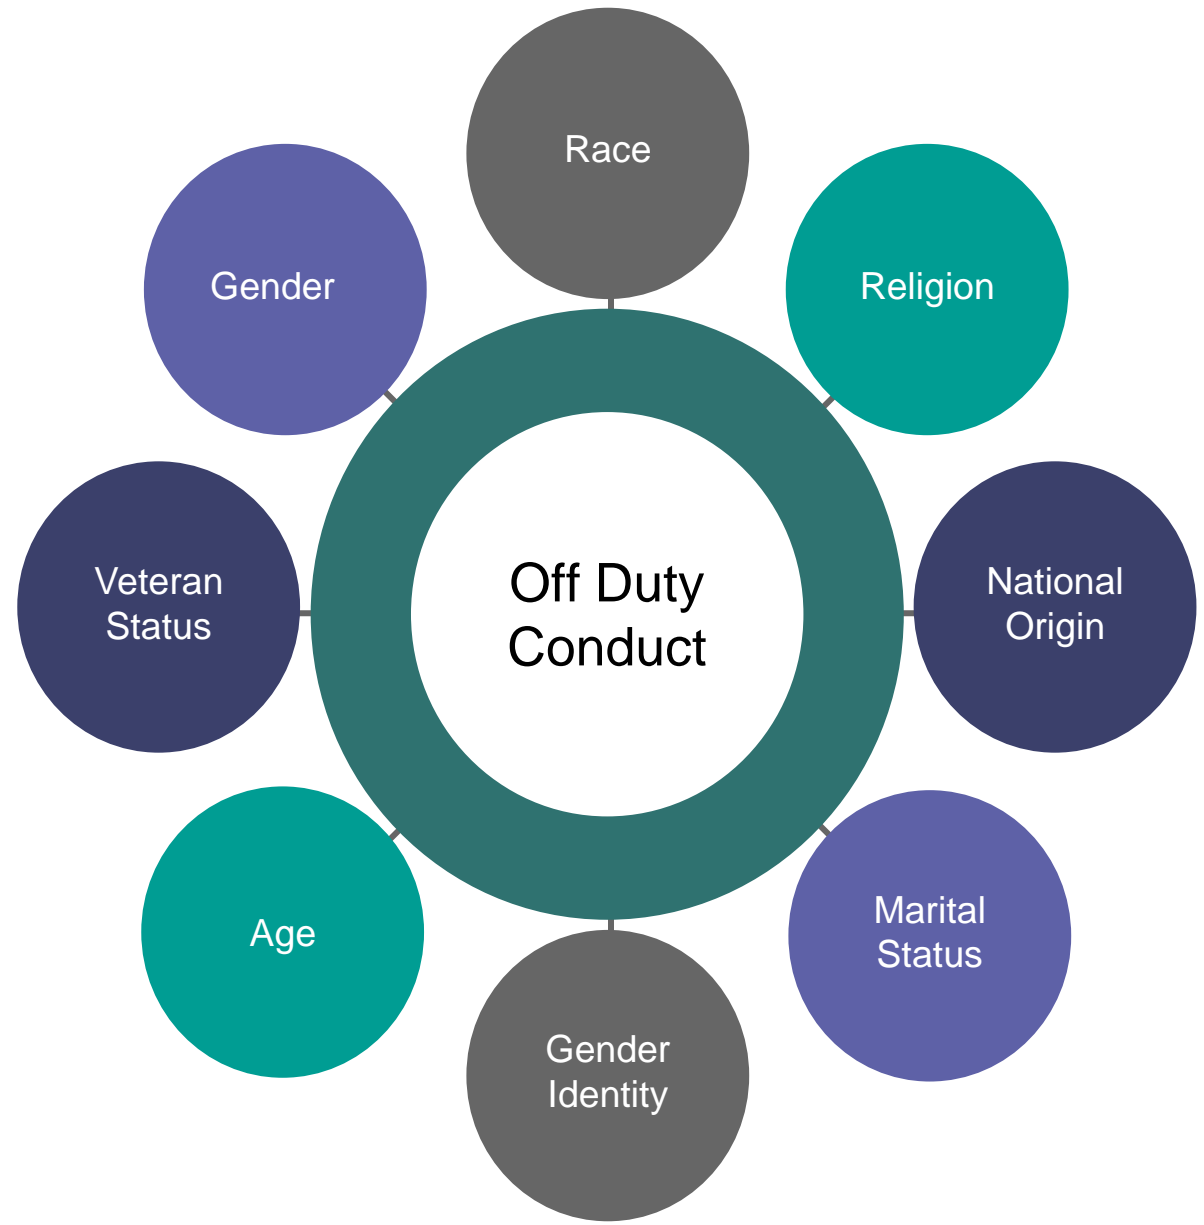 Race
Gender
Religion
Veteran
Status
Off Duty
Conduct
National
Origin
Age
Marital
Status
Gender
Identity